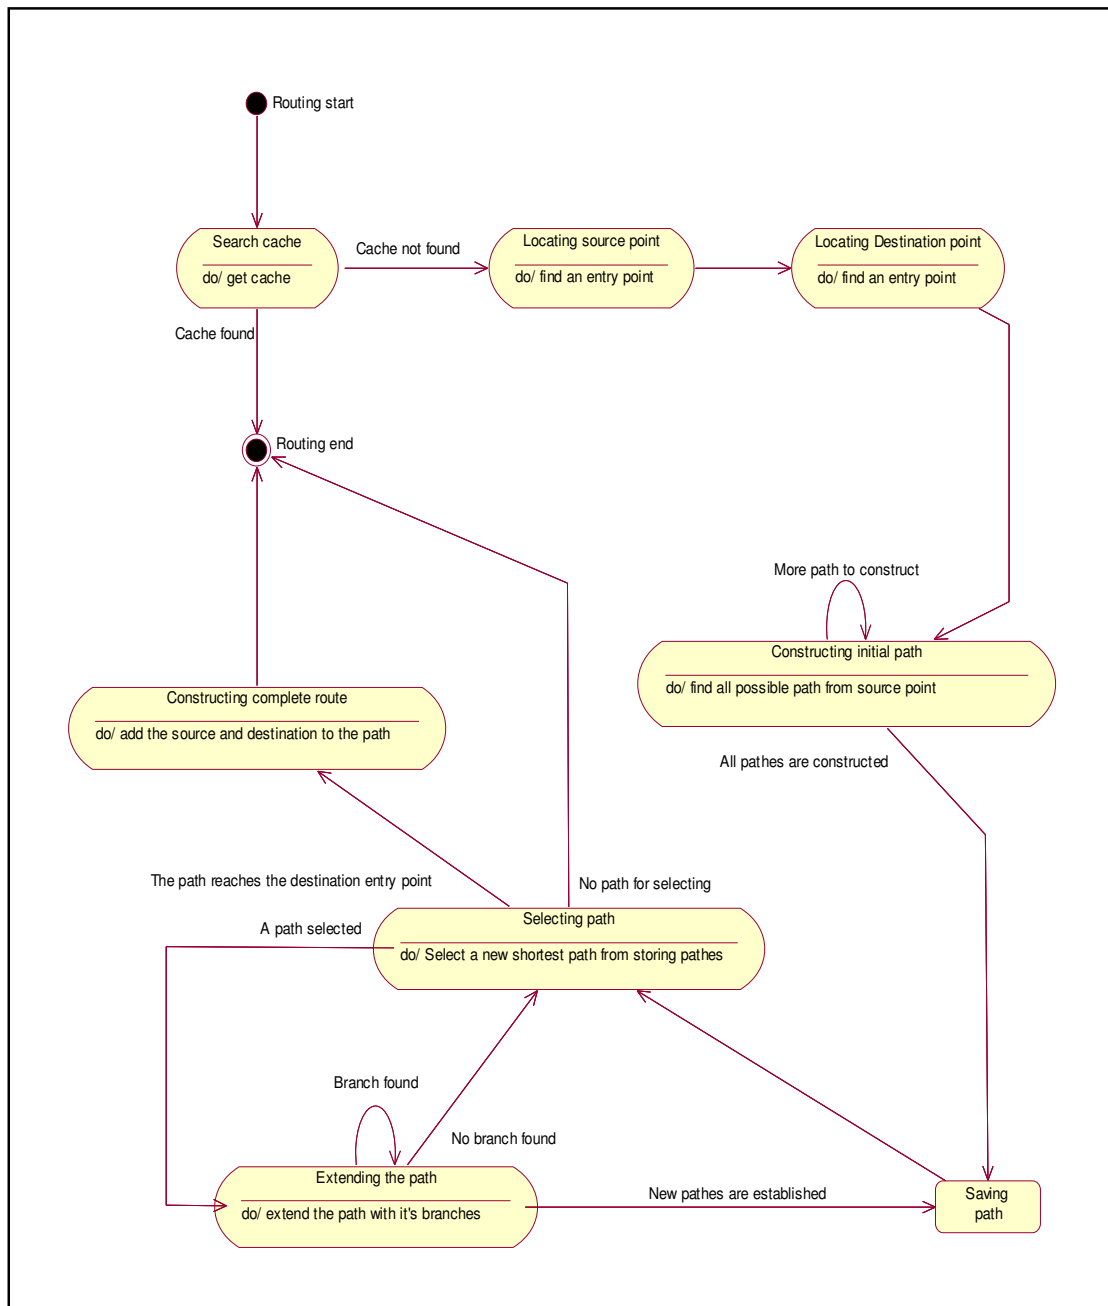 Routing start
Search cache
do/ get cache
Cache not found
Locating source point
do/ find an entry point
Locating Destination point
do/ find an entry point
Cache found
Routing end
More path to construct
Constructing initial path
do/ find all possible path from source point
Constructing complete route
do/ add the source and destination to the path
All pathes are constructed
The path reaches the destination entry point
No path for selecting
A path selected
Selecting path
do/ Select a new shortest path from storing pathes
Branch found
No branch found
Extending the path
do/ extend the path with it's branches
New pathes are established
Saving
path